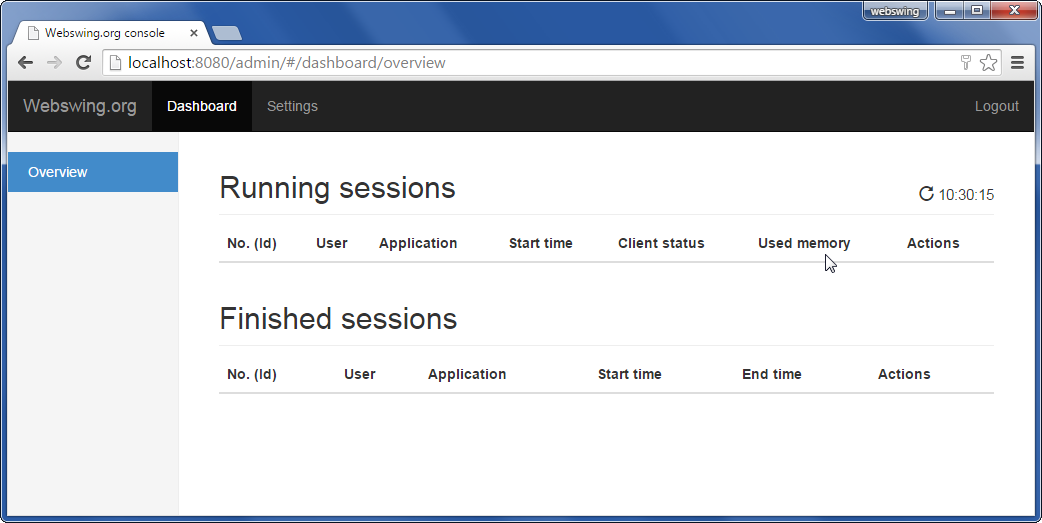 webswing
Webswing.org console
localhost:8080/admin/#/dashboard/overview
Webswing.org Dashboard Settings Logout
Overview
Running sessions
10:30:15
No. (Id) User Application Start time Client status Used memory Actions
Finished sessions
No. (Id) User Application Start time End time Actions